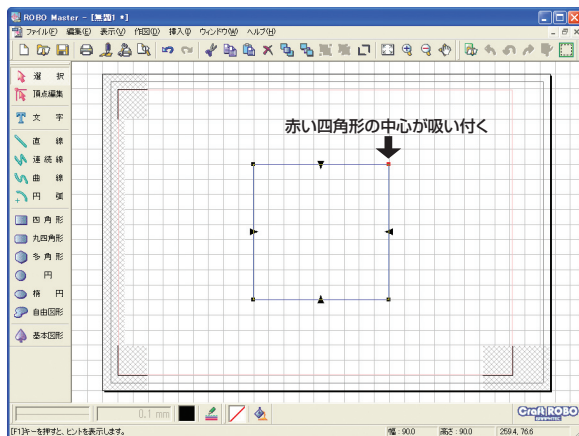 ROBO Master - [無題1 *]
ファイル(F) 編集(E) 表示(V) 作図(D) 挿入(I) ウィンドウ(W) ヘルプ(H)
選 択
頂点編集
文 字
直 線
連 続 線
曲 線
円 弧
四 角 形
丸四角形
多 角 形
円
楕 円
自由図形
基本図形
赤い四角形の中心が吸い付く
0.1 mm
Craft ROBO
GRAPHTEC
[F1]キーを押すと、ヒントを表示します。
幅 : 90.0
高さ : 90.0
259.4, 76.6